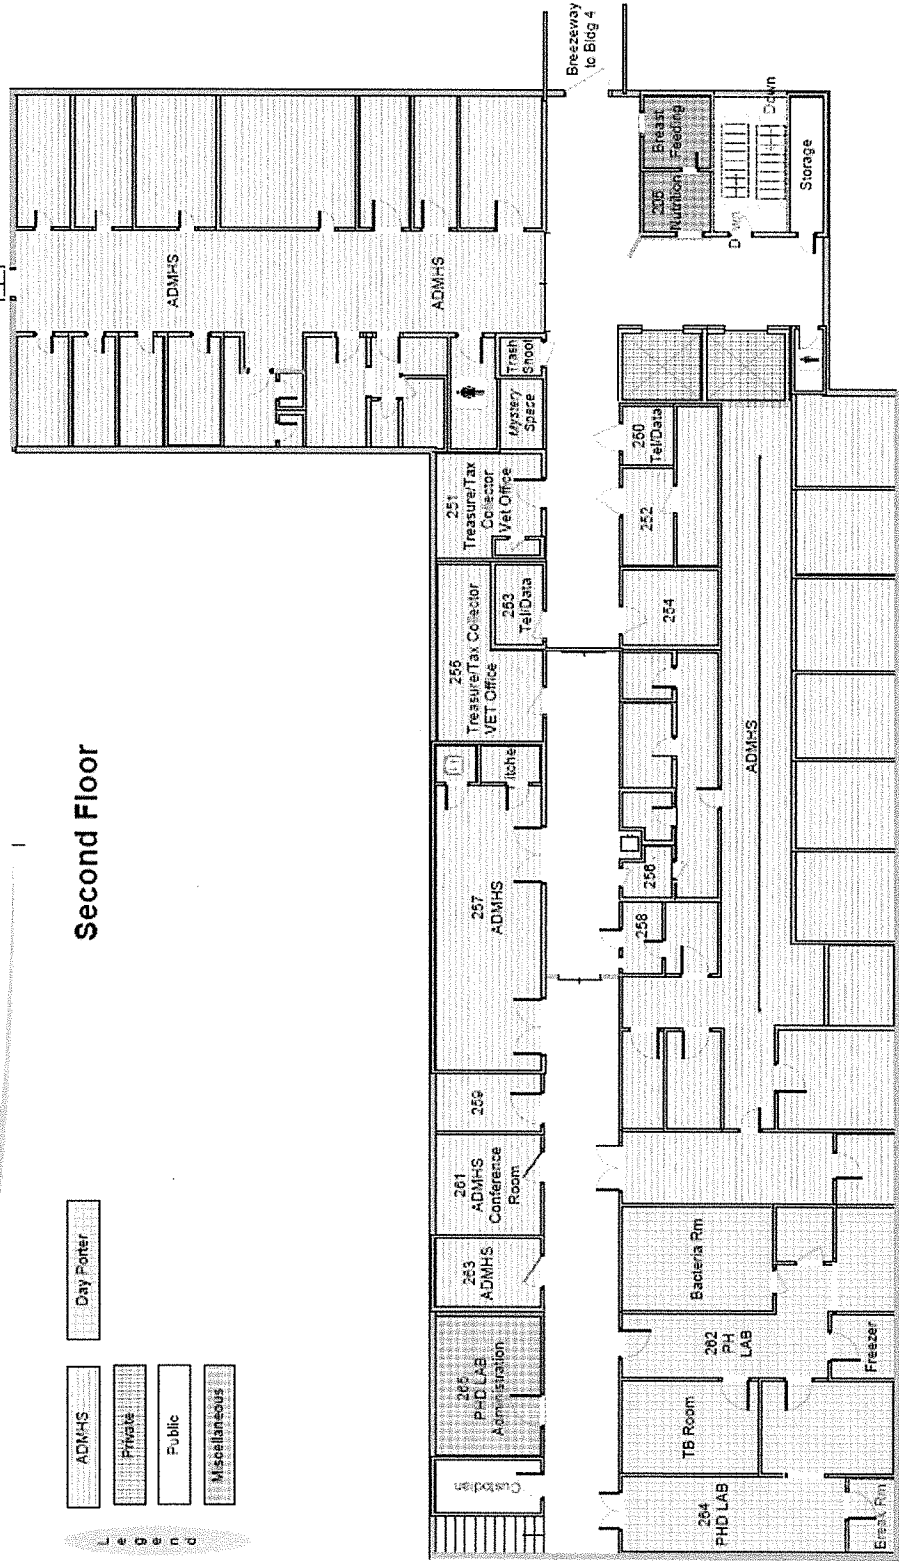 Second Floor
Legend
ADMHS
Private
Public
Miscellaneous
Day Porter
Breezeway
to Bldg 4
ADMHS
ADMHS
Trash
Shoot
Mystery
Space
251
Treasure/Tax
Collector
Vet Office
253
Tel/Data
255
Treasure/Tax Collector
VET Office
itche
257
ADMHS
259
261
ADMHS
Conference
Room
263
ADMHS
265
PHD LAB
Administration
Custodian
Breast
Feeding
205
Nutrition
Down
Storage
260
Tel/Data
252
254
256
258
ADMHS
Bacteria Rm
262
PH
LAB
Freezer
TB Room
264
PHD LAB
Break Rm